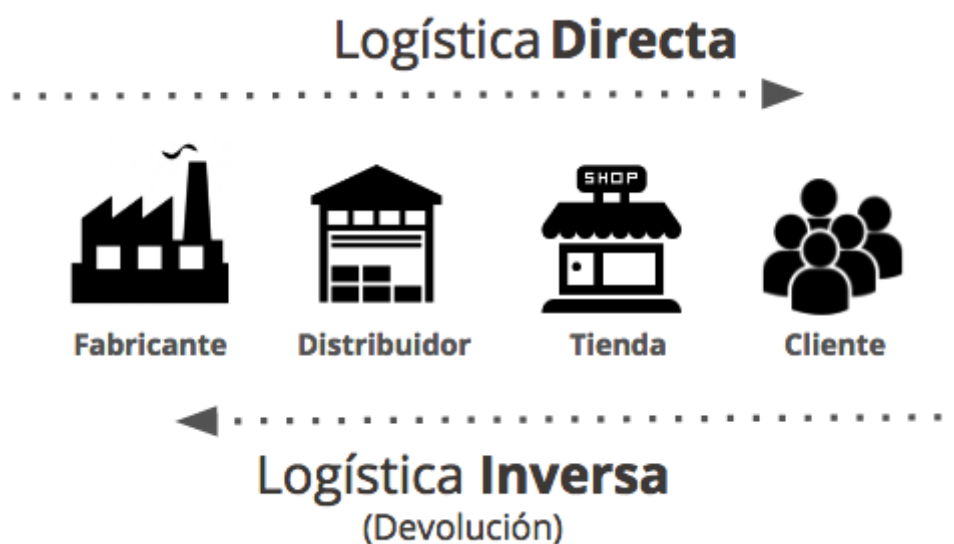 Logística Directa
SHOP
Fabricante Distribuidor Tienda Cliente
Logística Inversa
(Devolución)